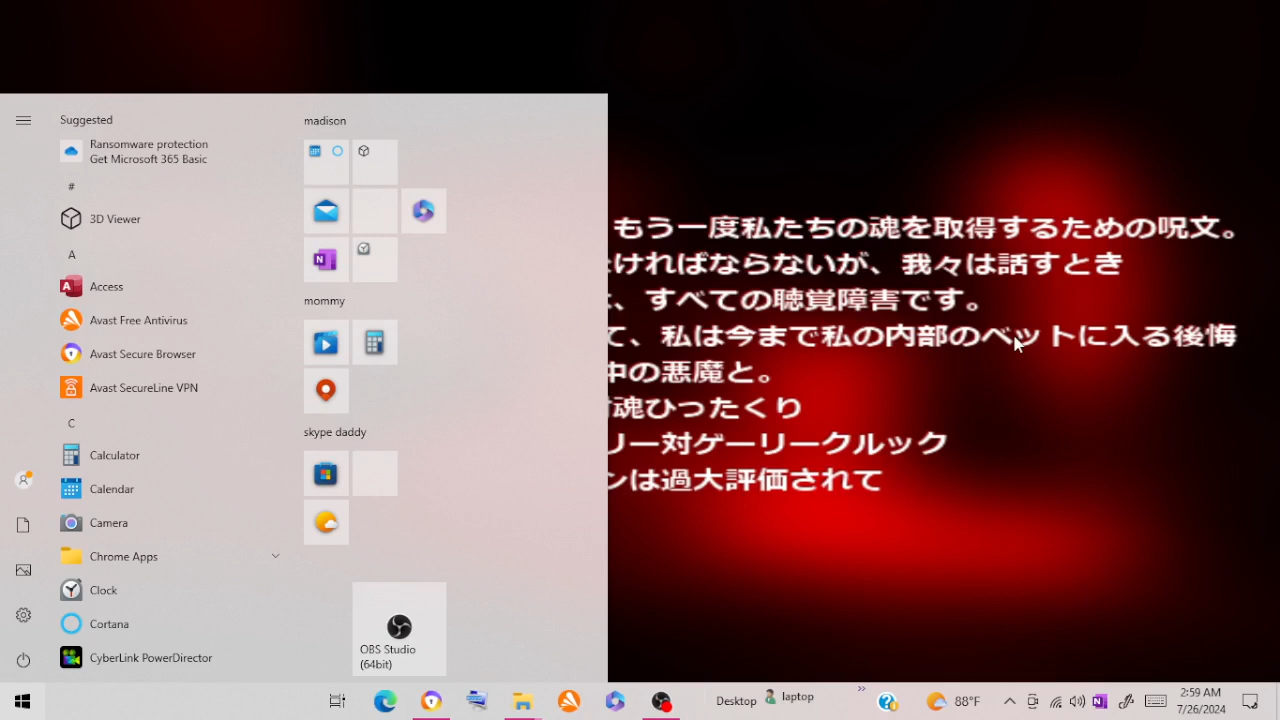 Suggested
Ransomware protection
Get Microsoft 365 Basic
#
3D Viewer
A
Access
Avast Free Antivirus
Avast Secure Browser
Avast SecureLine VPN
C
Calculator
Calendar
Camera
Chrome Apps
Clock
Cortana
CyberLink PowerDirector
madison
mommy
skype daddy
OBS Studio
(64bit)
もう一度私たちの魂を取得するための呪文。
ければならないが、我々は話すとき
、すべての聴覚障害です。
て、私は今まで私の内部のベットに入る後悔
中の悪魔と。
魂ひったくり
リー対ゲーリークルック
ンは過大評価されて
Desktop
laptop
88°F
2:59 AM
7/26/2024